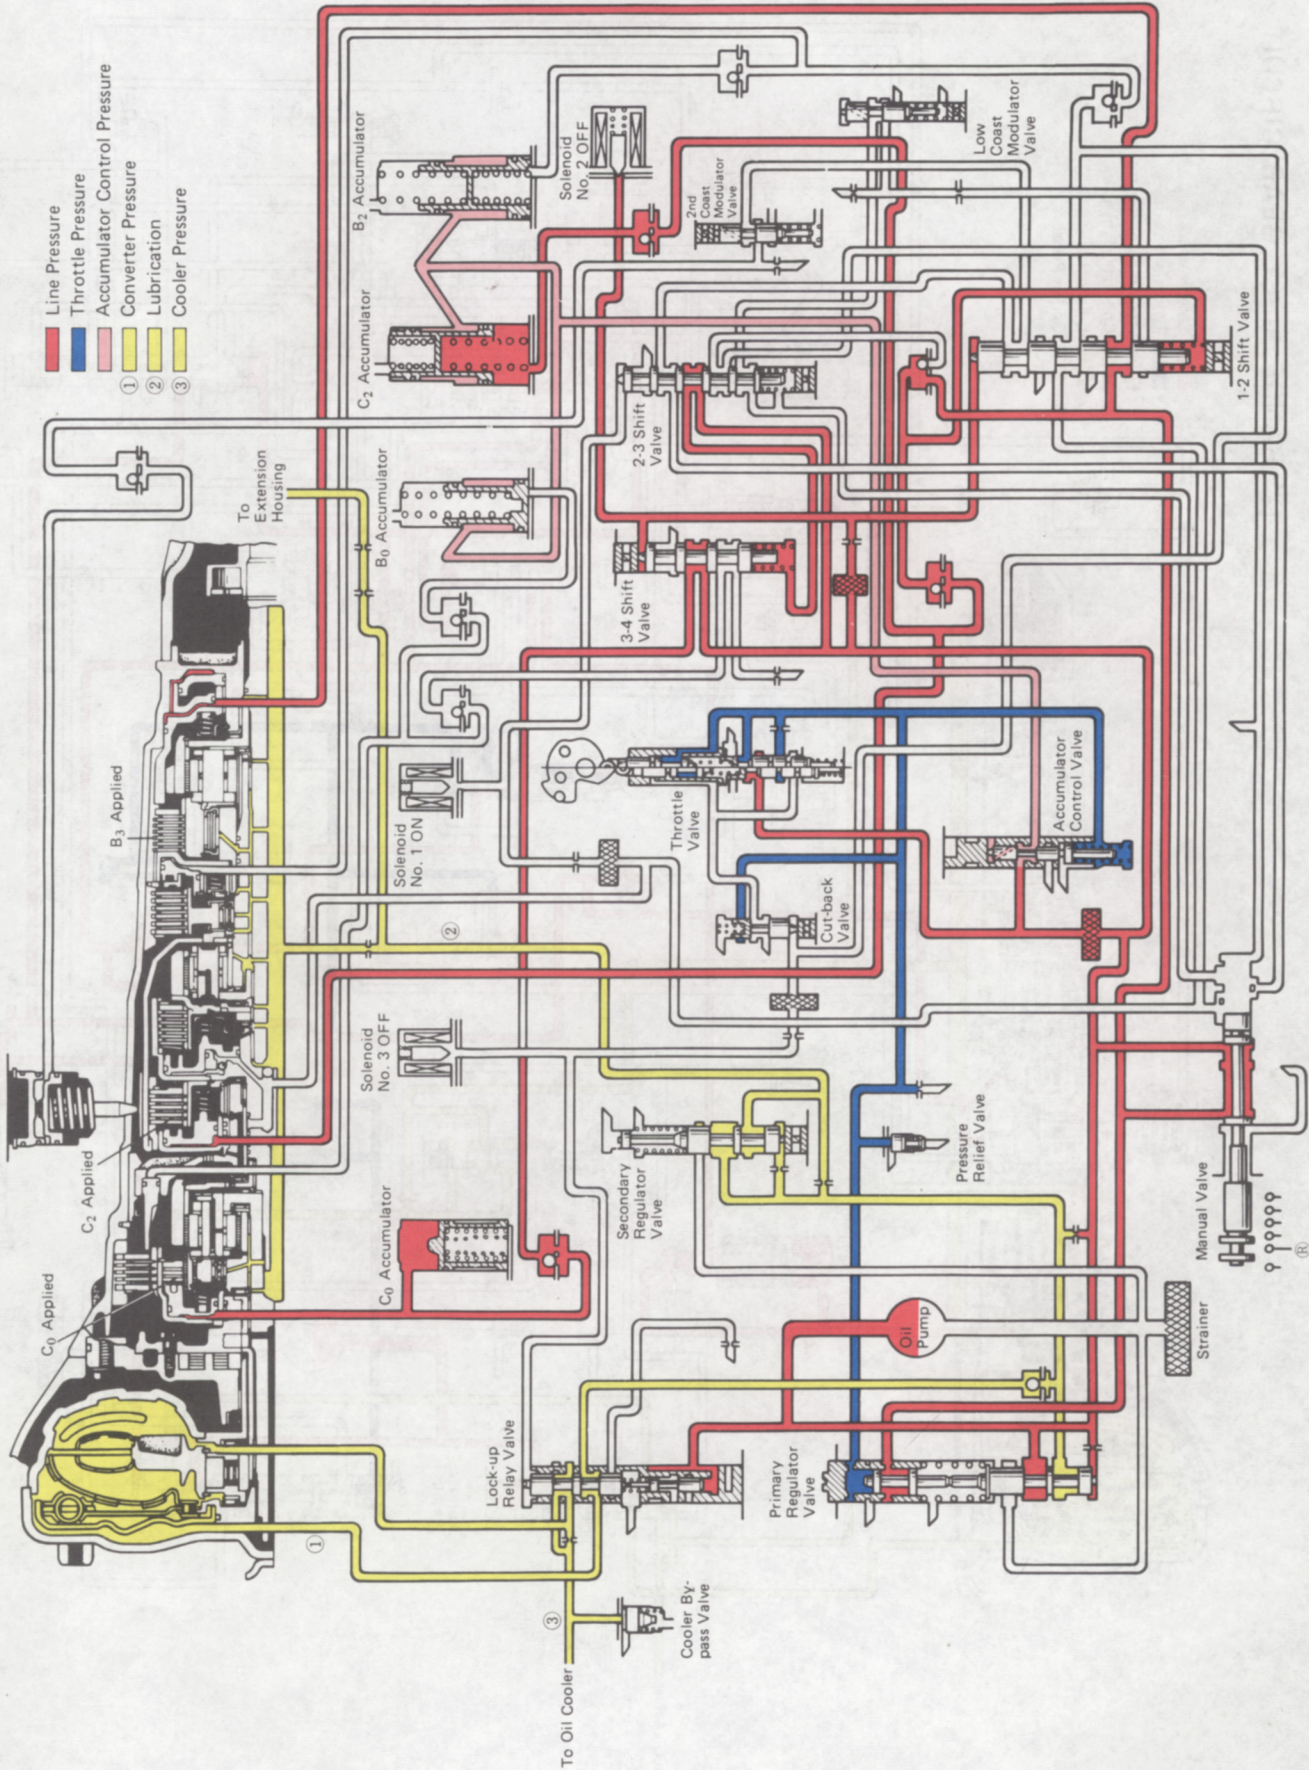 Line Pressure
Throttle Pressure
Accumulator Control Pressure
① Converter Pressure
② Lubrication
③ Cooler Pressure
B₃ Applied
C₂ Applied
C₀ Applied
To
Extension
Housing
B₂ Accumulator
C₂ Accumulator
B₀ Accumulator
C₀ Accumulator
Solenoid
No. 2 OFF
Solenoid
No. 1 ON
Solenoid
No. 3 OFF
2nd
Coast
Modulator
Valve
Low
Coast
Modulator
Valve
2-3 Shift
Valve
3-4 Shift
Valve
1-2 Shift Valve
Throttle
Valve
Cut-back
Valve
Accumulator
Control Valve
Secondary
Regulator
Valve
Pressure
Relief Valve
Manual Valve
Ⓡ
Lock-up
Relay Valve
Primary
Regulator
Valve
Oil
Pump
Strainer
Cooler By-
pass Valve
To Oil Cooler
①
②
③